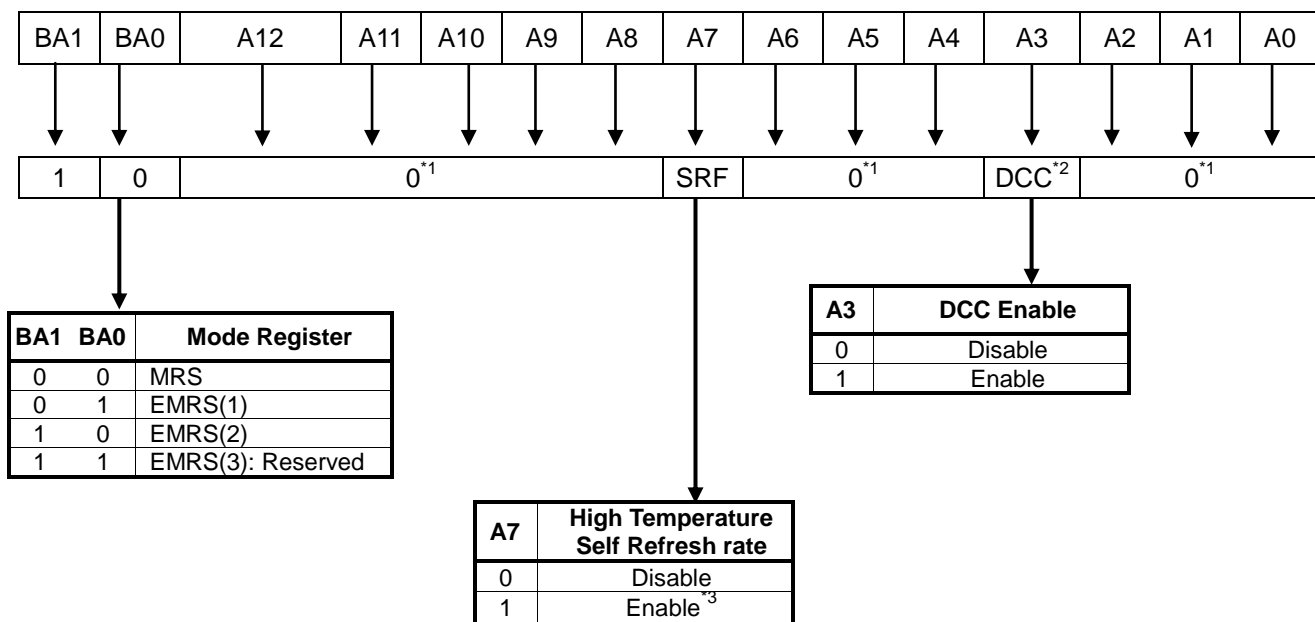 BA1 BA0 A12 A11 A10 A9 A8 A7 A6 A5 A4 A3 A2 A1 A0
1 0 0*1 SRF 0*1 DCC*2 0*1
BA1 BA0 Mode Register
0 0 MRS
0 1 EMRS(1)
1 0 EMRS(2)
1 1 EMRS(3): Reserved
A3 DCC Enable
0 Disable
1 Enable
A7 High Temperature
Self Refresh rate
0 Disable
1 Enable*3